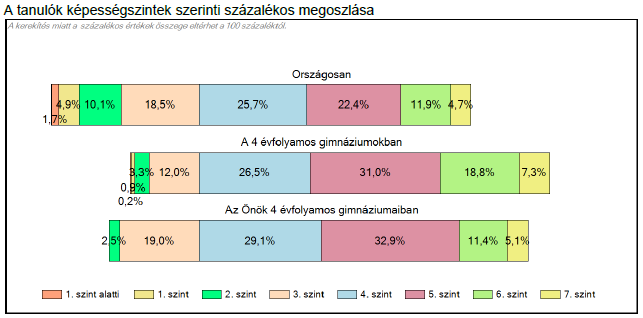 A tanulók képességszintek szerinti százalékos megoszlása
A kerekítés miatt a százalékos értékek összege eltérhet a 100 százaléktól.
Országosan
1,7% 4,9% 10,1% 18,5% 25,7% 22,4% 11,9% 4,7%
A 4 évfolyamos gimnáziumokban
0,2% 0,9% 3,3% 12,0% 26,5% 31,0% 18,8% 7,3%
Az Önök 4 évfolyamos gimnáziumaiban
2,5% 19,0% 29,1% 32,9% 11,4% 5,1%
1. szint alatti 1. szint 2. szint 3. szint 4. szint 5. szint 6. szint 7. szint